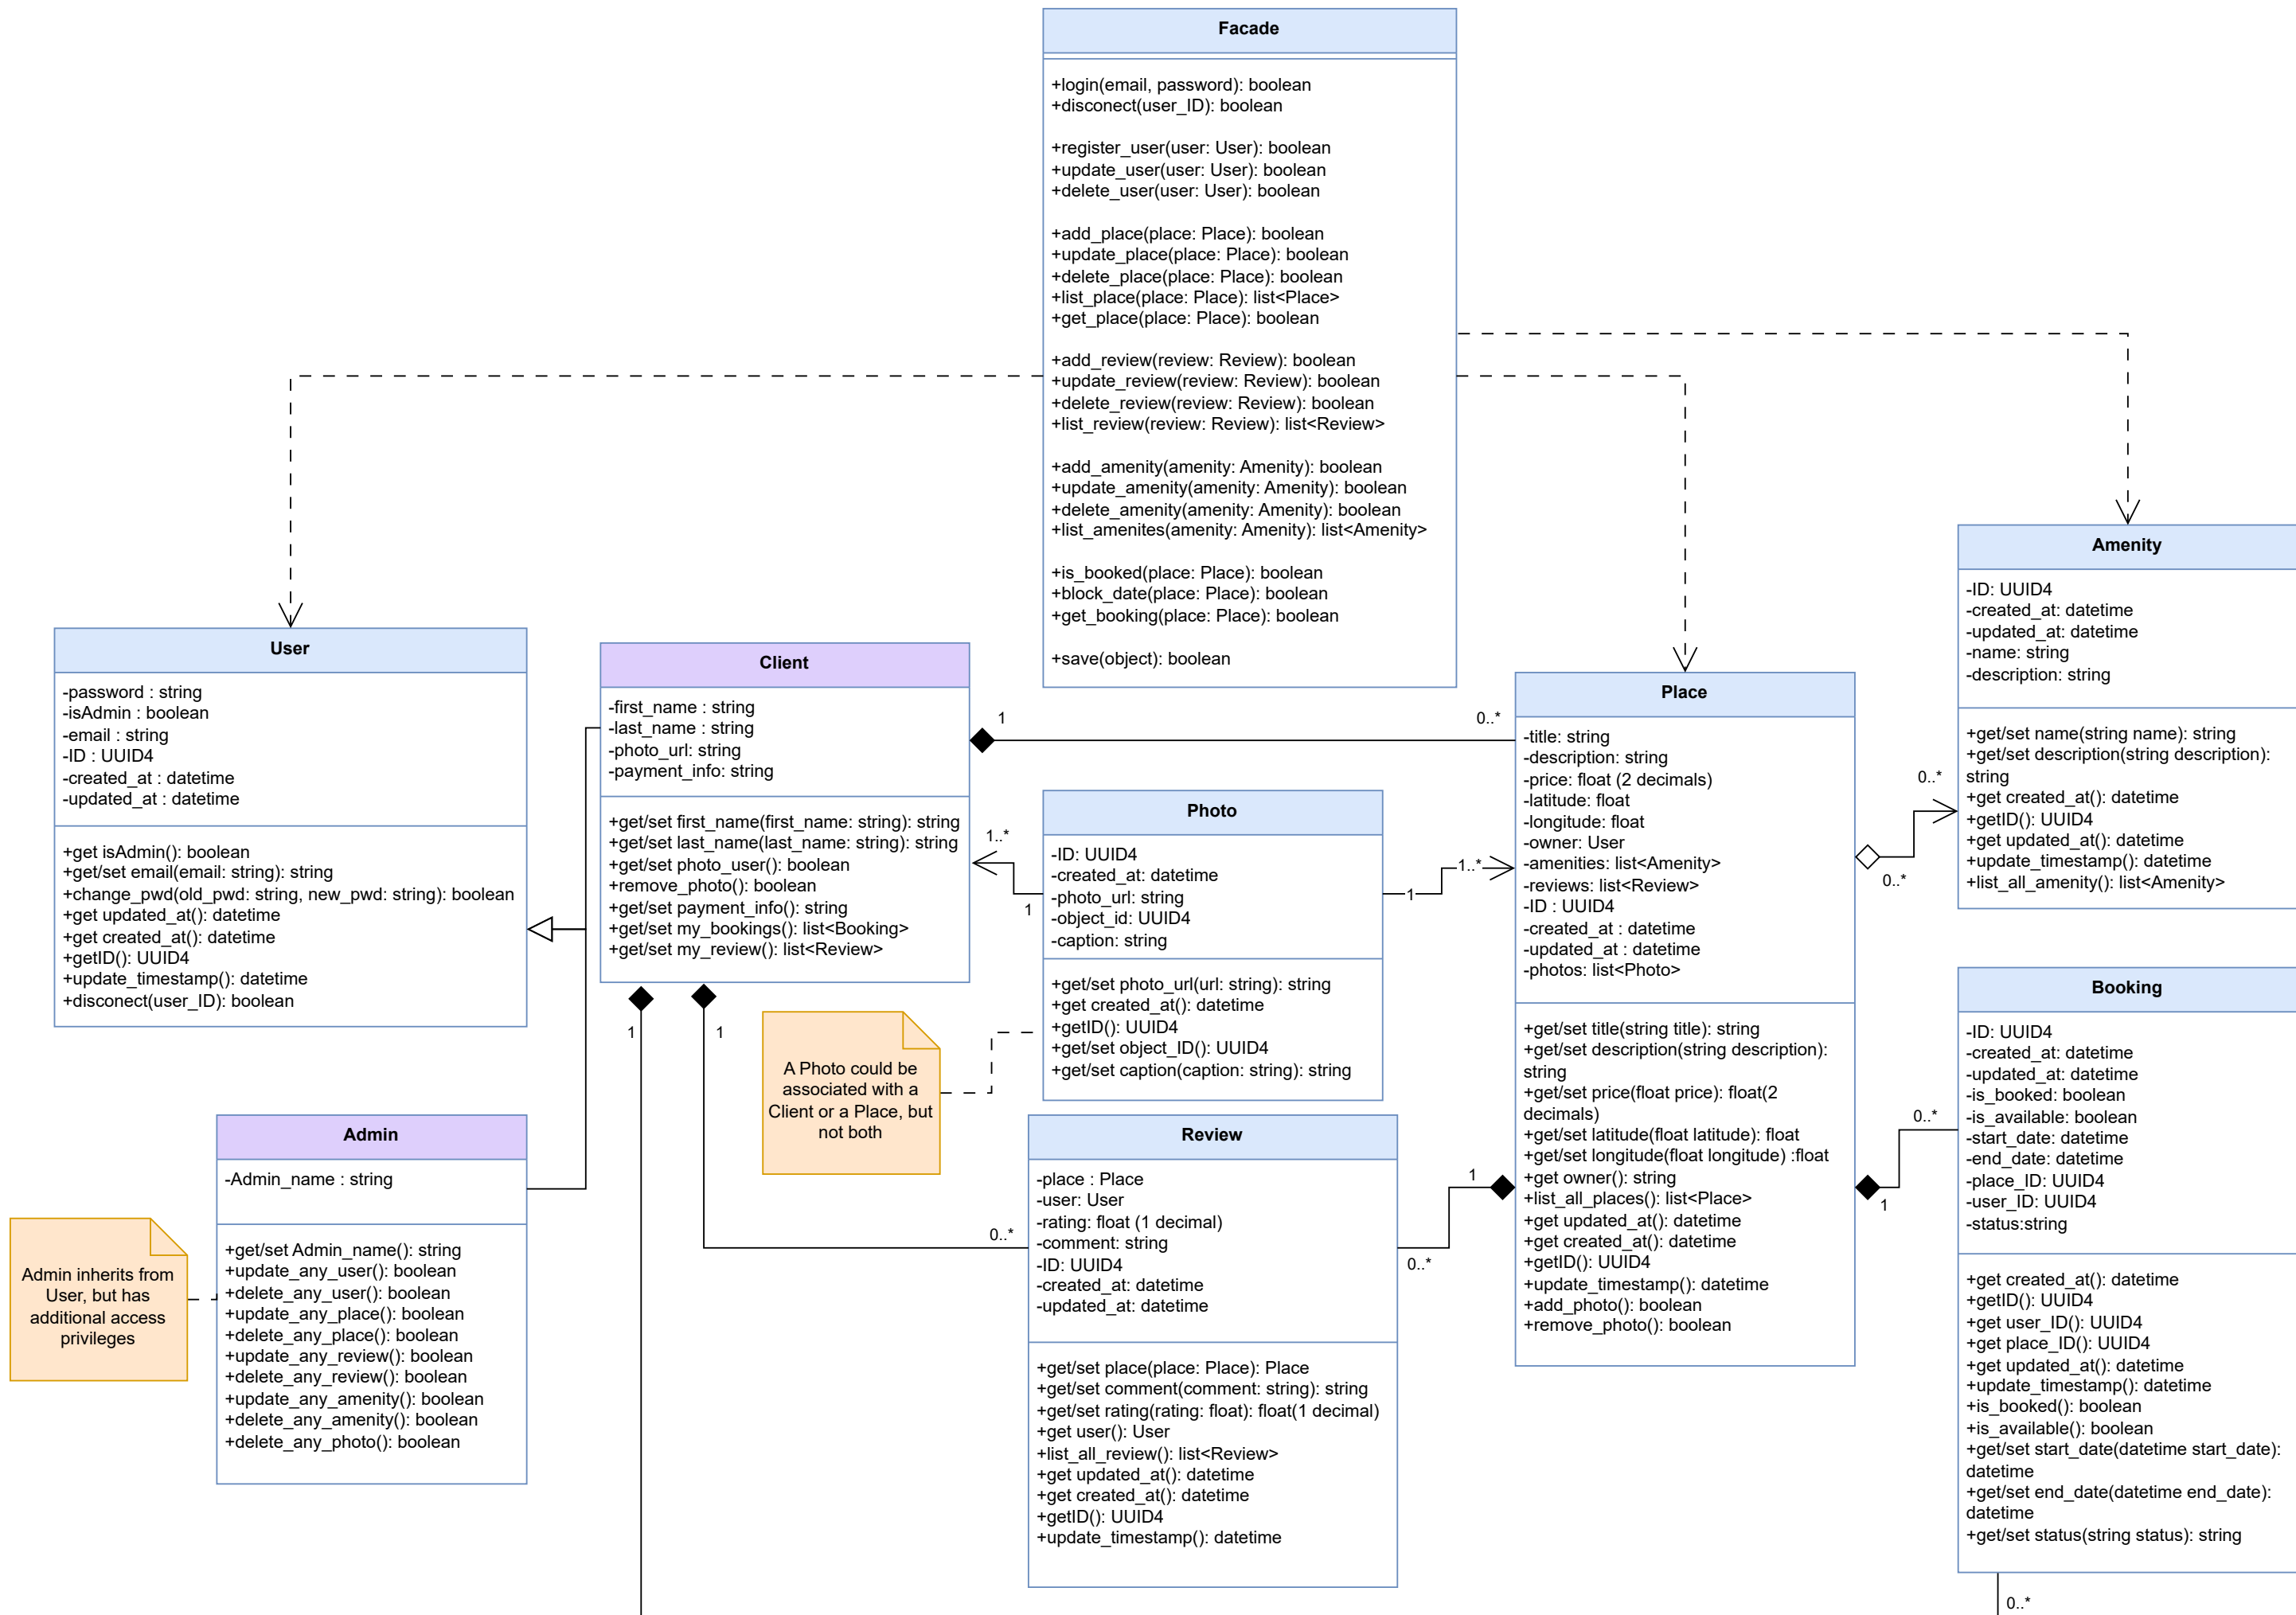 Facade
+login(email, password): boolean
+disconect(user_ID): boolean
+register_user(user: User): boolean
+update_user(user: User): boolean
+delete_user(user: User): boolean
+add_place(place: Place): boolean
+update_place(place: Place): boolean
+delete_place(place: Place): boolean
+list_place(place: Place): list<Place>
+get_place(place: Place): boolean
+add_review(review: Review): boolean
+update_review(review: Review): boolean
+delete_review(review: Review): boolean
+list_review(review: Review): list<Review>
+add_amenity(amenity: Amenity): boolean
+update_amenity(amenity: Amenity): boolean
+delete_amenity(amenity: Amenity): boolean
+list_amenites(amenity: Amenity): list<Amenity>
+is_booked(place: Place): boolean
+block_date(place: Place): boolean
+get_booking(place: Place): boolean
+save(object): boolean
User
-password : string
-isAdmin : boolean
-email : string
-ID : UUID4
-created_at : datetime
-updated_at : datetime
+get isAdmin(): boolean
+get/set email(email: string): string
+change_pwd(old_pwd: string, new_pwd: string): boolean
+get updated_at(): datetime
+get created_at(): datetime
+getID(): UUID4
+update_timestamp(): datetime
+disconect(user_ID): boolean
Client
-first_name : string
-last_name : string
-photo_url: string
-payment_info: string
+get/set first_name(first_name: string): string
+get/set last_name(last_name: string): string
+get/set photo_user(): boolean
+remove_photo(): boolean
+get/set payment_info(): string
+get/set my_bookings(): list<Booking>
+get/set my_review(): list<Review>
1
0..*
1..*
1
1
1..*
1
1
Photo
-ID: UUID4
-created_at: datetime
-photo_url: string
-object_id: UUID4
-caption: string
+get/set photo_url(url: string): string
+get created_at(): datetime
+getID(): UUID4
+get/set object_ID(): UUID4
+get/set caption(caption: string): string
A Photo could be
associated with a
Client or a Place, but
not both
Place
-title: string
-description: string
-price: float (2 decimals)
-latitude: float
-longitude: float
-owner: User
-amenities: list<Amenity>
-reviews: list<Review>
-ID : UUID4
-created_at : datetime
-updated_at : datetime
-photos: list<Photo>
+get/set title(string title): string
+get/set description(string description):
string
+get/set price(float price): float(2
decimals)
+get/set latitude(float latitude): float
+get/set longitude(float longitude) :float
+get owner(): string
+list_all_places(): list<Place>
+get updated_at(): datetime
+get created_at(): datetime
+getID(): UUID4
+update_timestamp(): datetime
+add_photo(): boolean
+remove_photo(): boolean
0..*
0..*
Amenity
-ID: UUID4
-created_at: datetime
-updated_at: datetime
-name: string
-description: string
+get/set name(string name): string
+get/set description(string description):
string
+get created_at(): datetime
+getID(): UUID4
+get updated_at(): datetime
+update_timestamp(): datetime
+list_all_amenity(): list<Amenity>
Admin
-Admin_name : string
+get/set Admin_name(): string
+update_any_user(): boolean
+delete_any_user(): boolean
+update_any_place(): boolean
+delete_any_place(): boolean
+update_any_review(): boolean
+delete_any_review(): boolean
+update_any_amenity(): boolean
+delete_any_amenity(): boolean
+delete_any_photo(): boolean
Admin inherits from
User, but has
additional access
privileges
Review
-place : Place
-user: User
-rating: float (1 decimal)
-comment: string
-ID: UUID4
-created_at: datetime
-updated_at: datetime
+get/set place(place: Place): Place
+get/set comment(comment: string): string
+get/set rating(rating: float): float(1 decimal)
+get user(): User
+list_all_review(): list<Review>
+get updated_at(): datetime
+get created_at(): datetime
+getID(): UUID4
+update_timestamp(): datetime
0..*
1
0..*
0..*
1
Booking
-ID: UUID4
-created_at: datetime
-updated_at: datetime
-is_booked: boolean
-is_available: boolean
-start_date: datetime
-end_date: datetime
-place_ID: UUID4
-user_ID: UUID4
-status:string
+get created_at(): datetime
+getID(): UUID4
+get user_ID(): UUID4
+get place_ID(): UUID4
+get updated_at(): datetime
+update_timestamp(): datetime
+is_booked(): boolean
+is_available(): boolean
+get/set start_date(datetime start_date):
datetime
+get/set end_date(datetime end_date):
datetime
+get/set status(string status): string
0..*